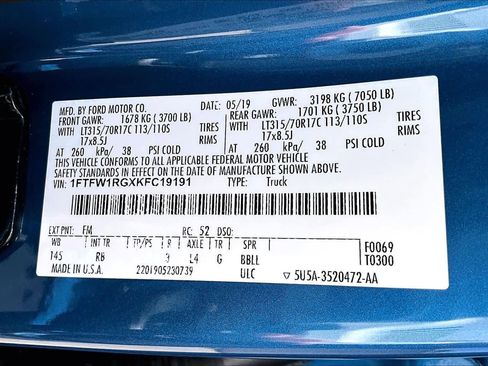 MFD. BY FORD MOTOR CO. DATE: 05/19 GVWR: 3198 KG ( 7050 LB)
FRONT GAWR: 1678 KG ( 3700 LB) REAR GAWR: 1701 KG ( 3750 LB)
WITH LT315/70R17C 113/110S TIRES WITH LT315/70R17C 113/110S TIRES
17x8.5J RIMS 17x8.5J RIMS
AT 260 kPa/ 38 PSI COLD AT 260 kPa/ 38 PSI COLD
THIS VEHICLE CONFORMS TO ALL APPLICABLE FEDERAL MOTOR VEHICLE
SAFETY STANDARDS IN EFFECT ON THE DATE OF MANUFACTURE SHOWN ABOVE.
VIN: 1FTFW1RGXKFC19191 TYPE: Truck
EXT PNT: FM RC: 52 DSO:
WB INT TR TP/PS R AXLE TR SPR F0069
145 RB L4 G BBLL T0300
MADE IN U.S.A. 2201905230739 ULC 5U5A-3520472-AA